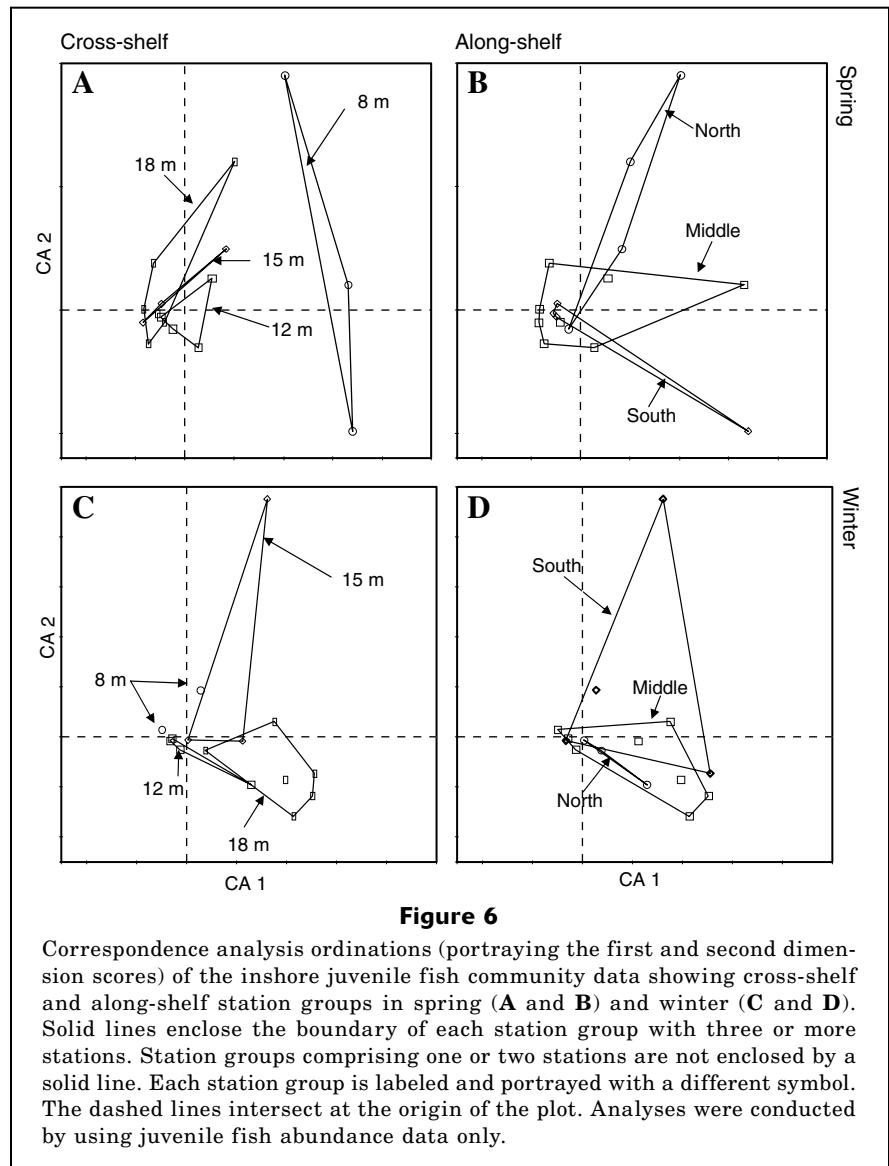 Cross-shelf
Along-shelf
A
8 m
18 m
15 m
12 m
CA 2
B
North
Middle
South
Spring
C
15 m
8 m
12 m
18 m
CA 2
CA 1
D
South
Middle
North
CA 1
Winter
Figure 6
Correspondence analysis ordinations (portraying the first and second dimen-
sion scores) of the inshore juvenile fish community data showing cross-shelf
and along-shelf station groups in spring (A and B) and winter (C and D).
Solid lines enclose the boundary of each station group with three or more
stations. Station groups comprising one or two stations are not enclosed by a
solid line. Each station group is labeled and portrayed with a different symbol.
The dashed lines intersect at the origin of the plot. Analyses were conducted
by using juvenile fish abundance data only.